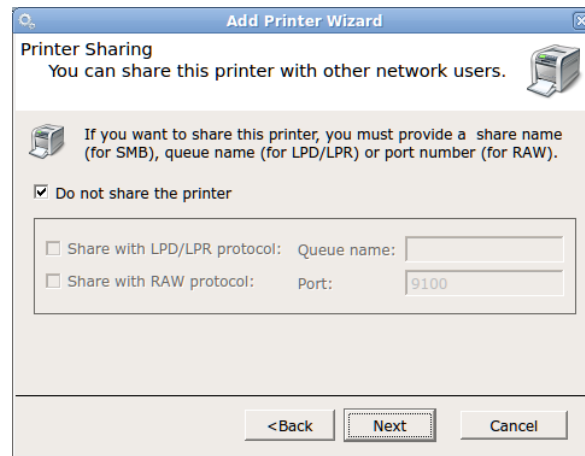 Add Printer Wizard
Printer Sharing
You can share this printer with other network users.
If you want to share this printer, you must provide a  share name
(for SMB), queue name (for LPD/LPR) or port number (for RAW).
Do not share the printer
Share with LPD/LPR protocol: Queue name:
Share with RAW protocol: Port: 9100
<Back Next Cancel